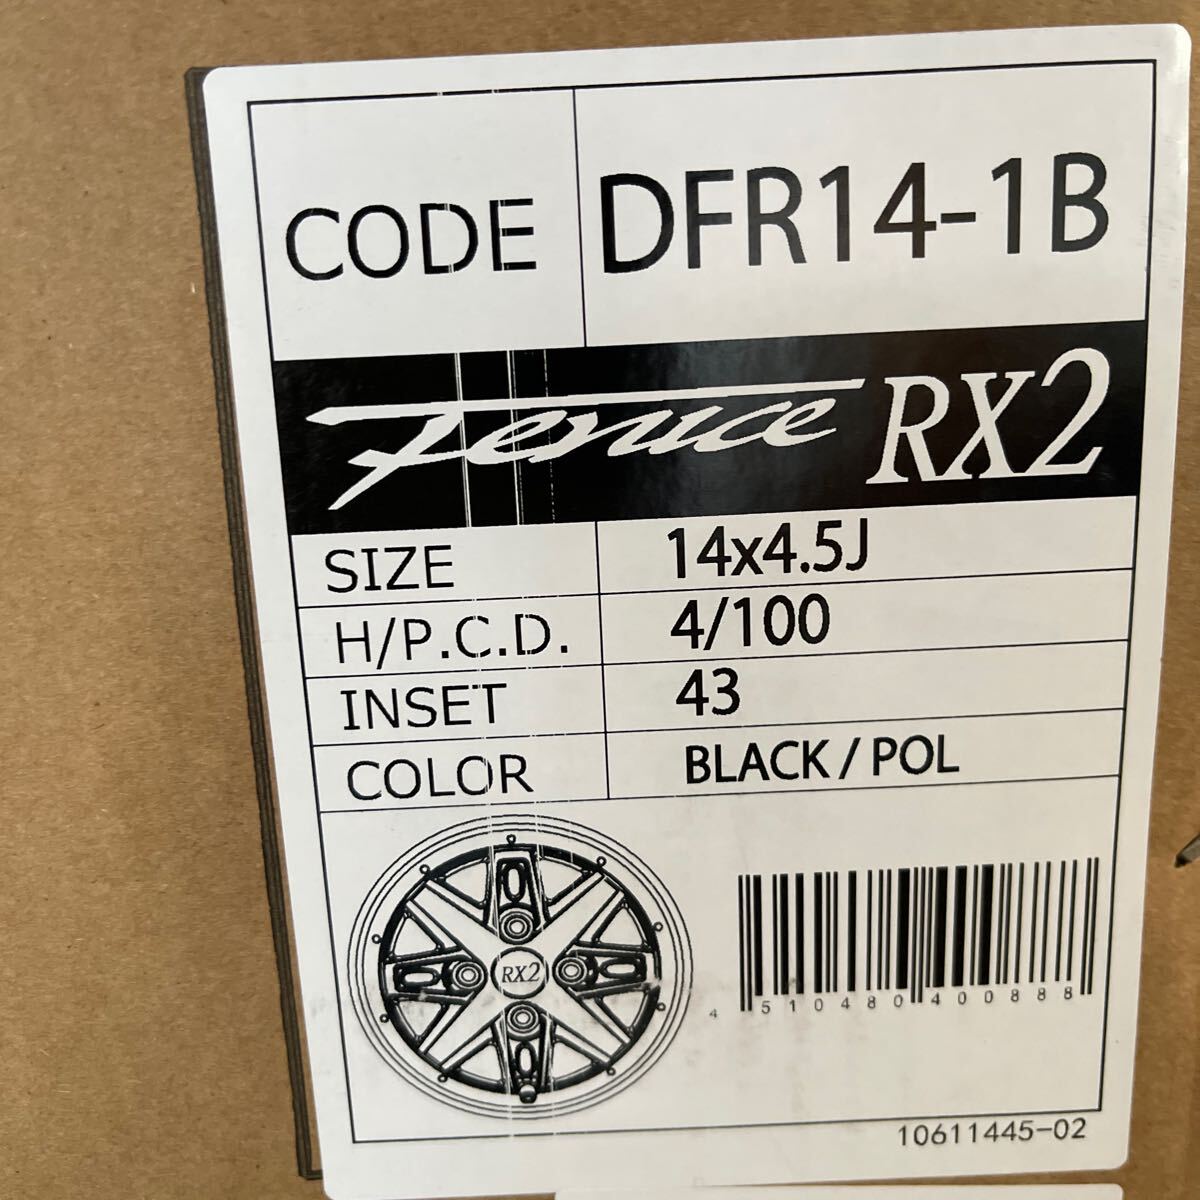 CODE DFR14-1B
Fenice RX2
SIZE 14x4.5J
H/P.C.D. 4/100
INSET 43
COLOR BLACK / POL
RX2
4 510480 400888
10611445-02